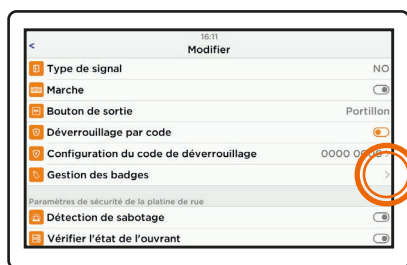 16:11
<
Modifier
Type de signal NO
Marche
Bouton de sortie Portillon
Déverrouillage par code
Configuration du code de déverrouillage 0000 0000 >
Gestion des badges >
Paramètres de sécurité de la platine de rue
Détection de sabotage
Vérifier l'état de l'ouvrant